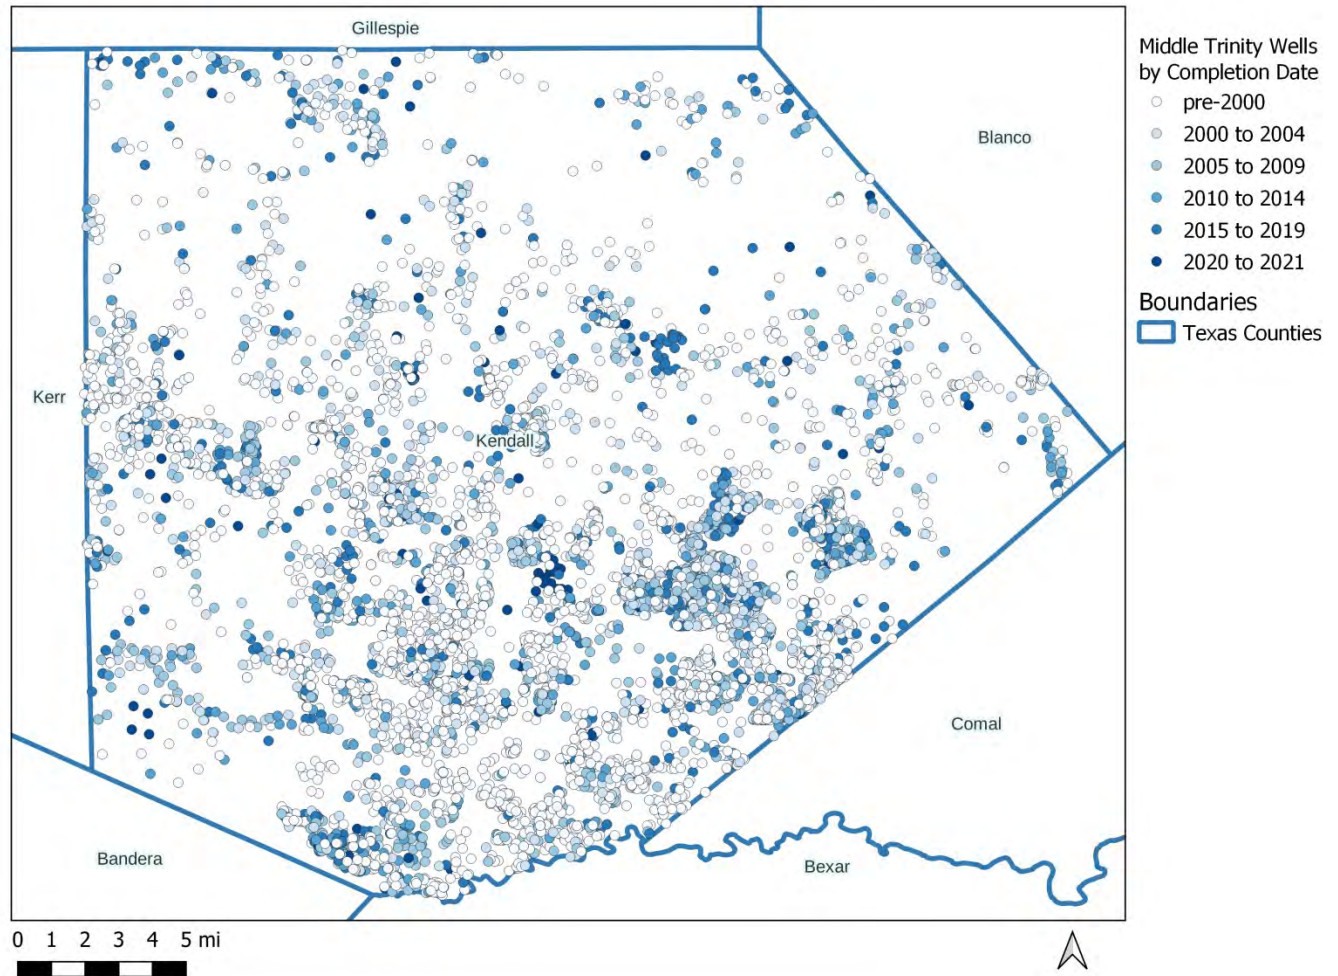 Gillespie
Blanco
Kerr
Kendall
Comal
Bandera
Bexar
Middle Trinity Wells
by Completion Date
pre-2000
2000 to 2004
2005 to 2009
2010 to 2014
2015 to 2019
2020 to 2021
Boundaries
Texas Counties
0 1 2 3 4 5 mi